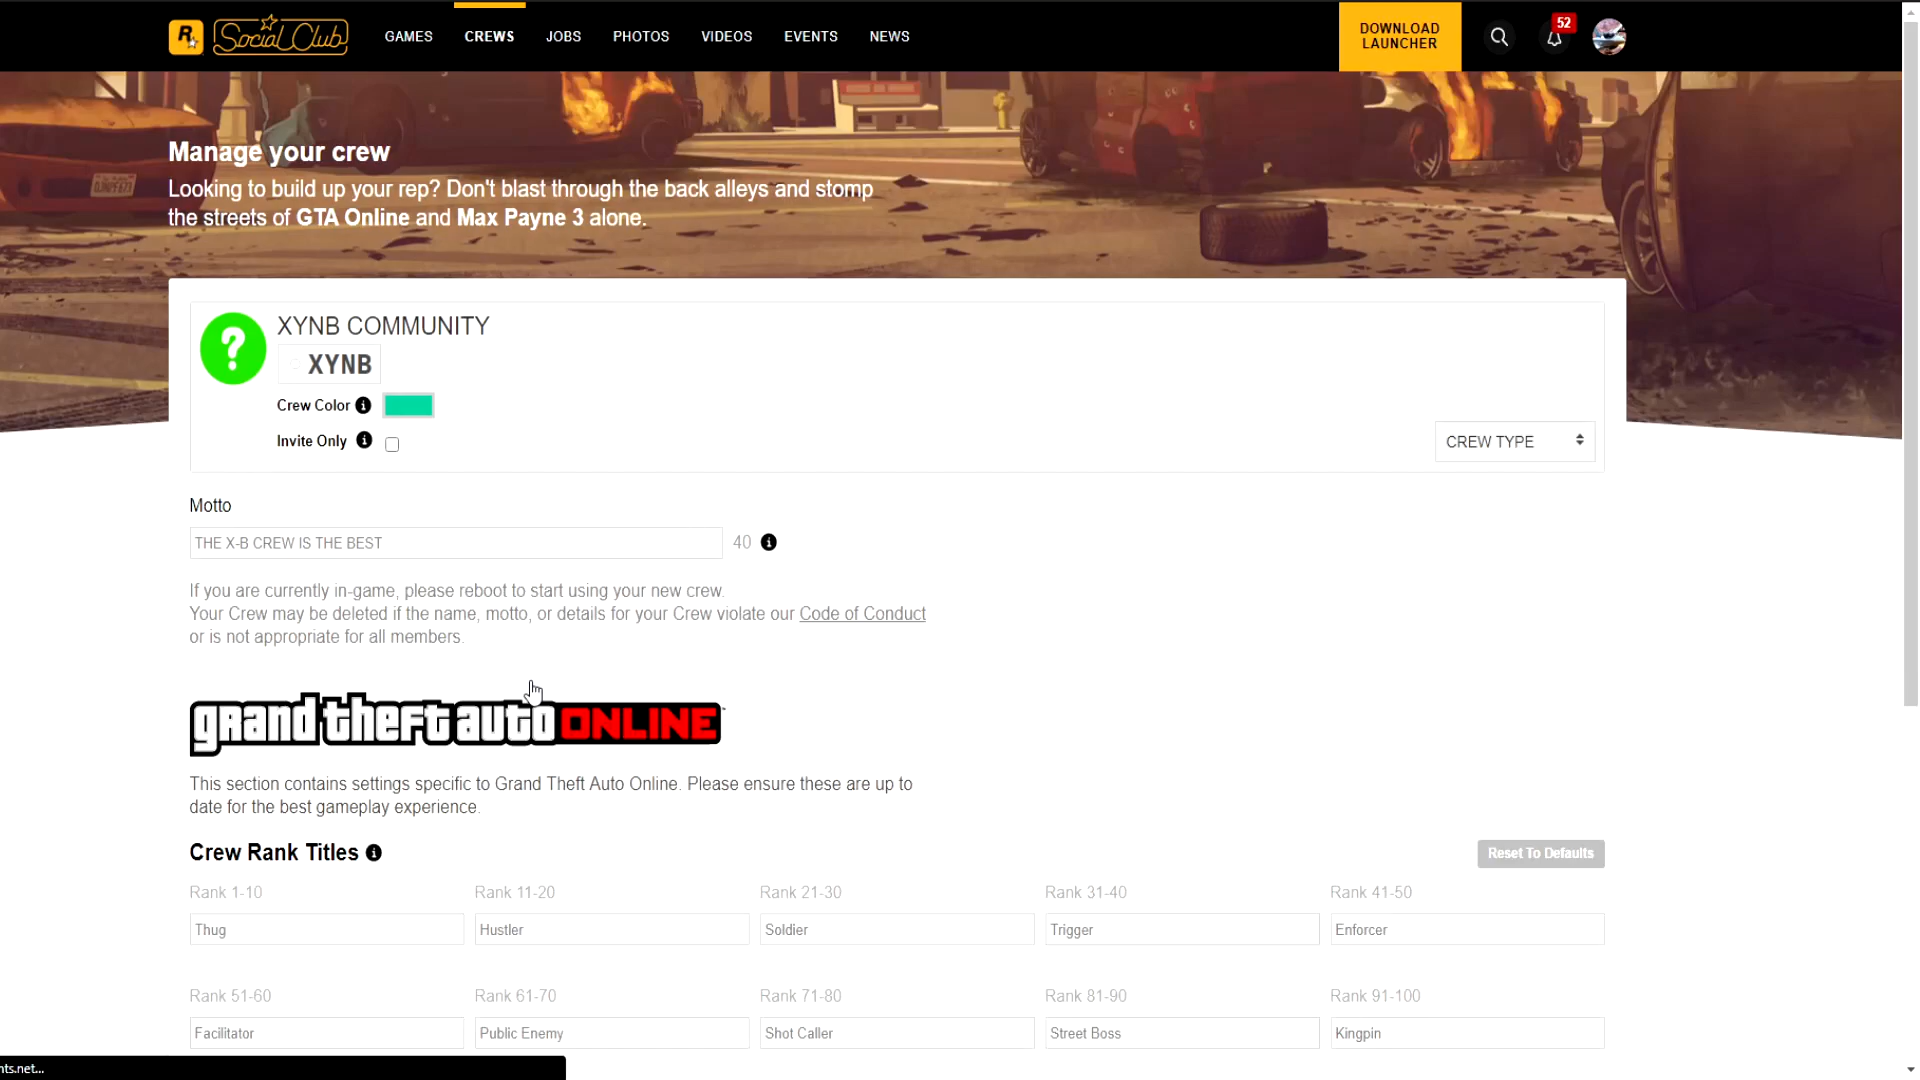 R
Social Club
GAMES
CREWS
JOBS
PHOTOS
VIDEOS
EVENTS
NEWS
DOWNLOAD
LAUNCHER
52
Manage your crew
Looking to build up your rep? Don't blast through the back alleys and stomp
the streets of GTA Online and Max Payne 3 alone.
?
XYNB COMMUNITY
XYNB
Crew Color
Invite Only
CREW TYPE
Motto
THE X-B CREW IS THE BEST
40
If you are currently in-game, please reboot to start using your new crew.
Your Crew may be deleted if the name, motto, or details for your Crew violate our Code of Conduct
or is not appropriate for all members.
grand theft auto ONLINE
This section contains settings specific to Grand Theft Auto Online. Please ensure these are up to
date for the best gameplay experience.
Crew Rank Titles
Reset To Defaults
Rank 1-10 Rank 11-20 Rank 21-30 Rank 31-40 Rank 41-50
Thug Hustler Soldier Trigger Enforcer
Rank 51-60 Rank 61-70 Rank 71-80 Rank 81-90 Rank 91-100
Facilitator Public Enemy Shot Caller Street Boss Kingpin
nts.net...